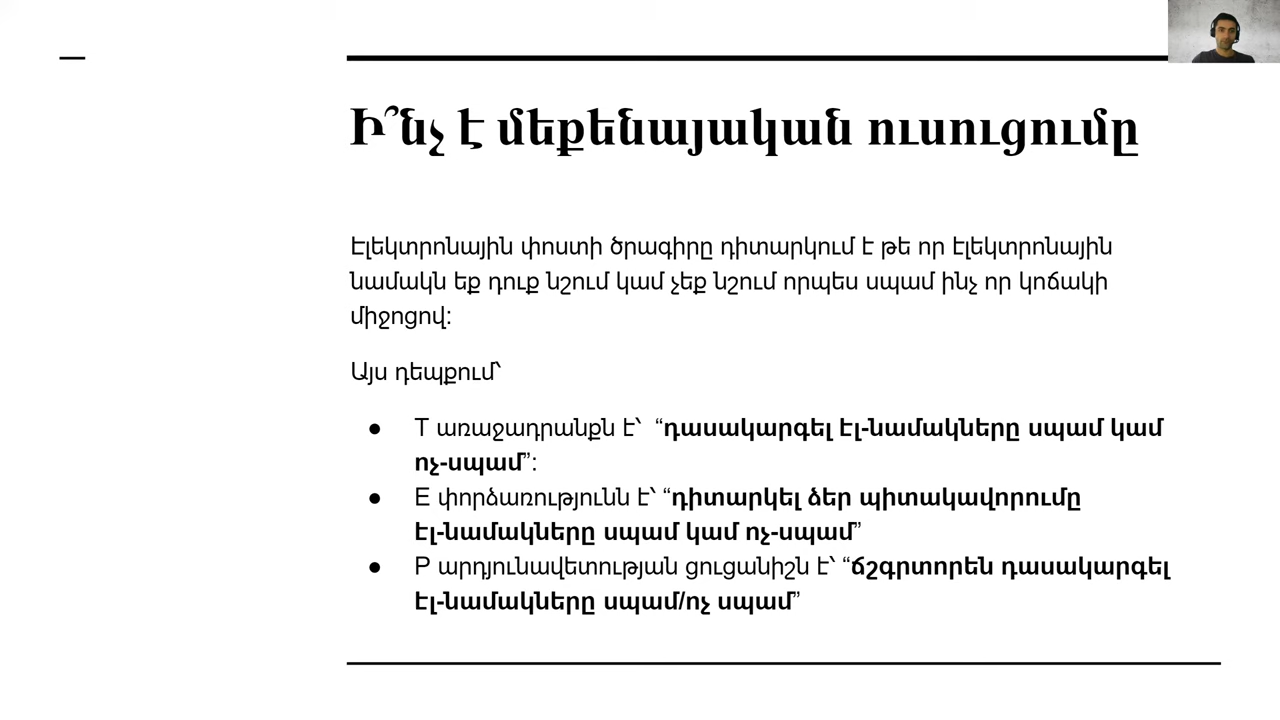 Ի՞նչ է մեքենայական ուսուցումը
Էլեկտրոնային փոստի ծրագիրը դիտարկում է թե որ էլեկտրոնային
նամակն եք դուք նշում կամ չեք նշում որպես սպամ ինչ որ կոճակի
միջոցով։
Այս դեպքում՝
● T առաջադրանքն է՝ “դասակարգել էլ-նամակները սպամ կամ
ոչ-սպամ”։
● E փորձառությունն է՝ “դիտարկել ձեր պիտակավորումը
էլ-նամակները սպամ կամ ոչ-սպամ”
● P արդյունավետության ցուցանիշն է՝ “ճշգրտորեն դասակարգել
էլ-նամակները սպամ/ոչ սպամ”